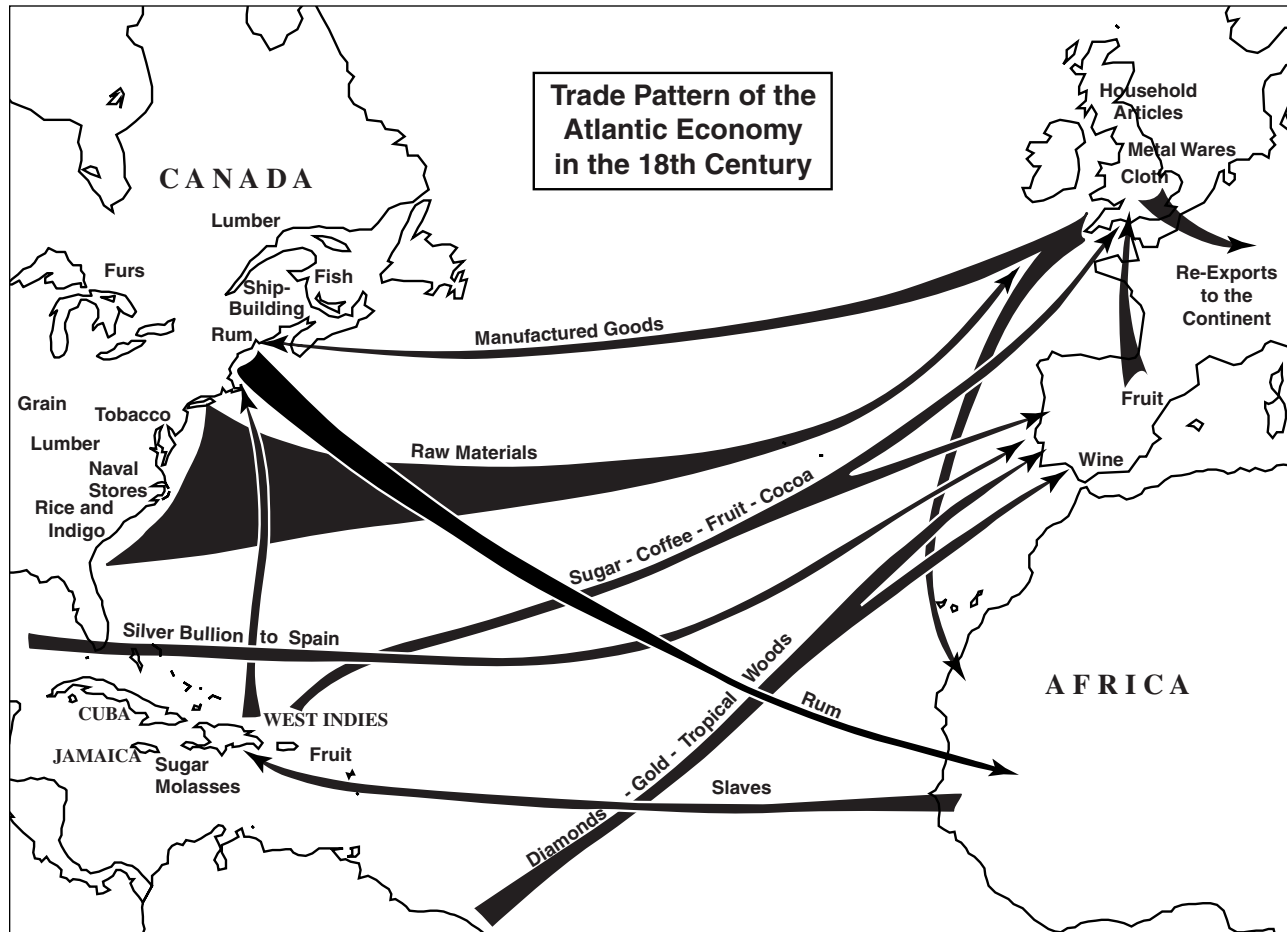 Trade Pattern of the
Atlantic Economy
in the 18th Century
CANADA
Lumber
Furs
Fish
Ship-
Building
Rum
Grain
Tobacco
Lumber
Naval
Stores
Rice and
Indigo
Household
Articles
Metal Wares
Cloth
Re-Exports
to the
Continent
Fruit
Wine
Manufactured Goods
Raw Materials
Sugar - Coffee - Fruit - Cocoa
Silver Bullion to Spain
Diamonds - Gold - Tropical Woods
Rum
AFRICA
CUBA
WEST INDIES
JAMAICA
Sugar
Molasses
Fruit
Slaves